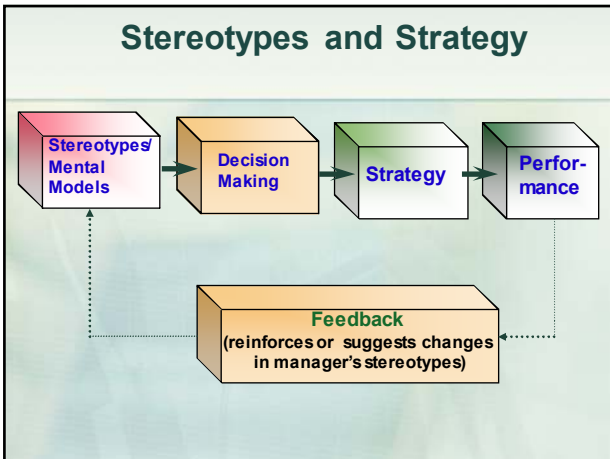 Stereotypes and Strategy
Stereotypes/
Mental
Models
Decision
Making
Strategy
Perfor-
mance
Feedback
(reinforces or suggests changes
in manager's stereotypes)